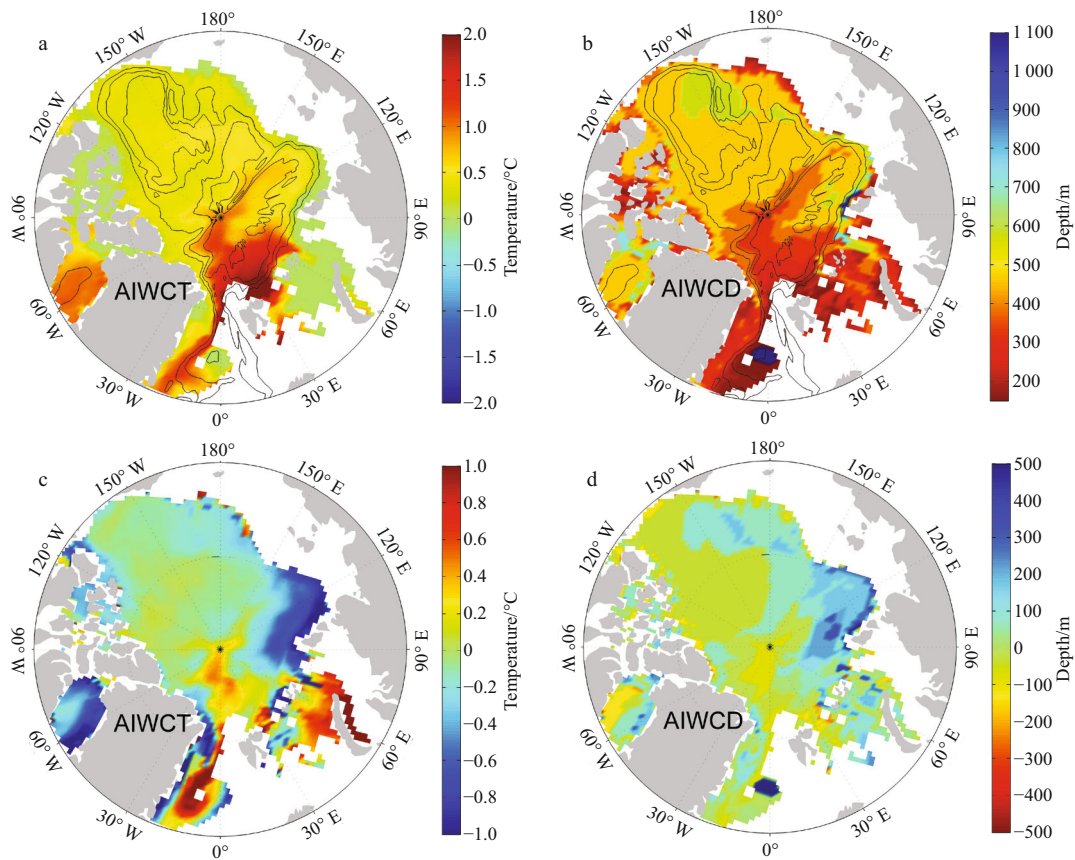 a
180°
150° W
150° E
120° W
120° E
90° W
90° E
60° W
60° E
30° W
30° E
0°
AIWCT
2.0
1.5
1.0
0.5
0
−0.5
−1.0
−1.5
−2.0
Temperature/°C
b
180°
150° W
150° E
120° W
120° E
90° W
90° E
60° W
60° E
30° W
30° E
0°
AIWCD
1 100
1 000
900
800
700
600
500
400
300
200
Depth/m
c
180°
150° W
150° E
120° W
120° E
90° W
90° E
60° W
60° E
30° W
30° E
0°
AIWCT
1.0
0.8
0.6
0.4
0.2
0
−0.2
−0.4
−0.6
−0.8
−1.0
Temperature/°C
d
180°
150° W
150° E
120° W
120° E
90° W
90° E
60° W
60° E
30° W
30° E
0°
AIWCD
500
400
300
200
100
0
−100
−200
−300
−400
−500
Depth/m